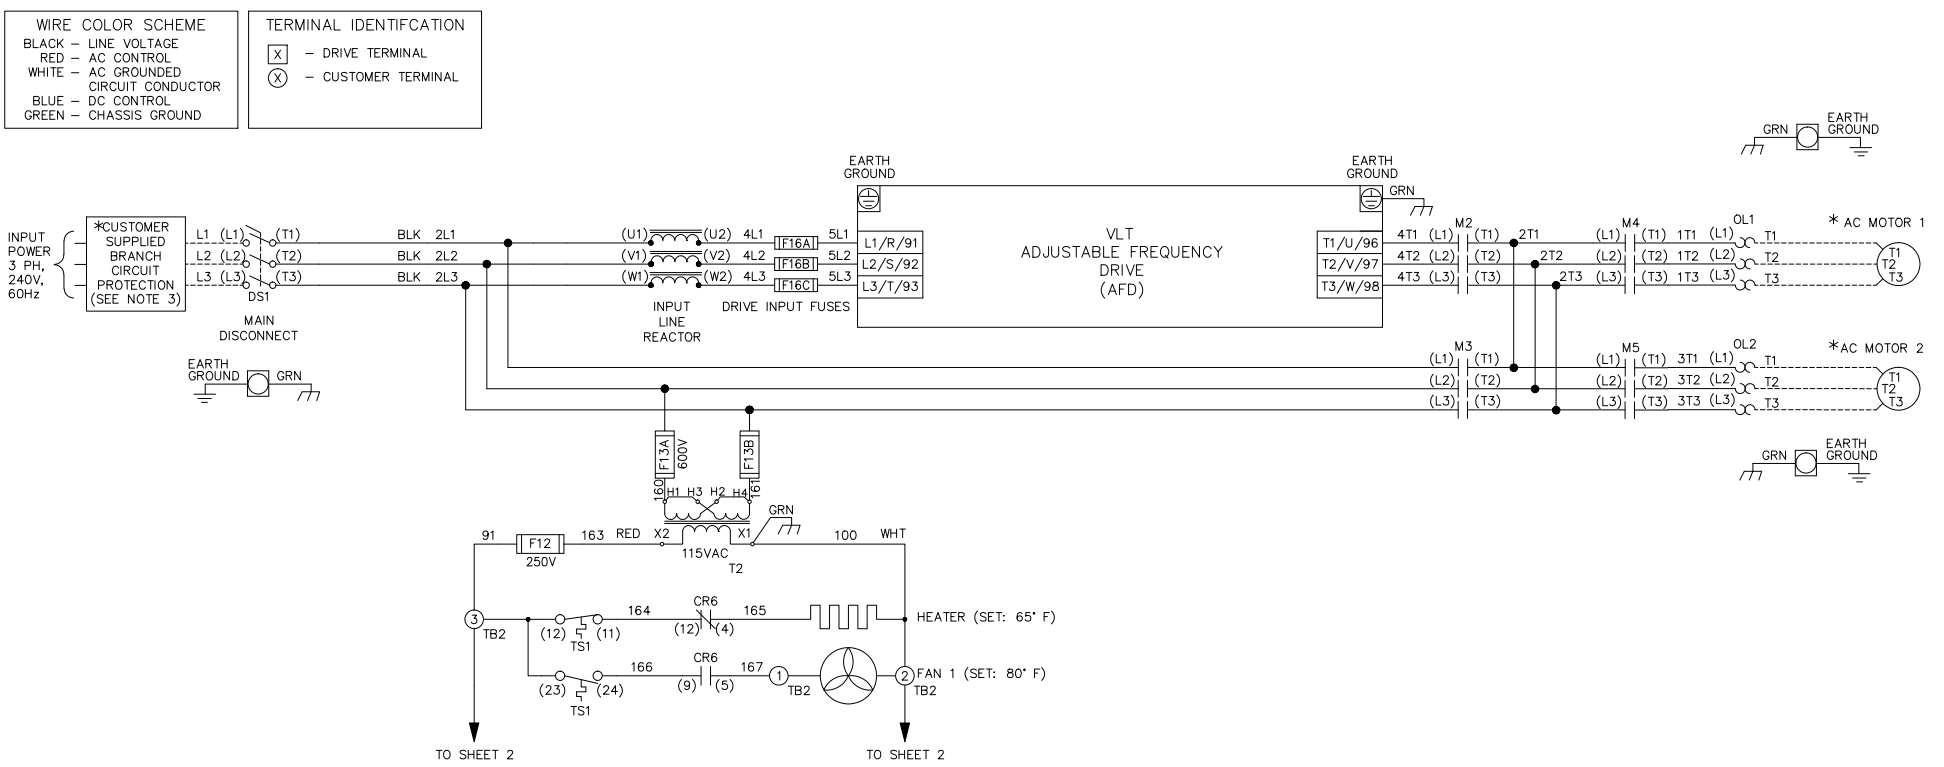 WIRE COLOR SCHEME
BLACK – LINE VOLTAGE
RED – AC CONTROL
WHITE – AC GROUNDED
CIRCUIT CONDUCTOR
BLUE – DC CONTROL
GREEN – CHASSIS GROUND
TERMINAL IDENTIFCATION
X – DRIVE TERMINAL
X – CUSTOMER TERMINAL
INPUT
POWER
3 PH,
240V,
60Hz
*CUSTOMER
SUPPLIED
BRANCH
CIRCUIT
PROTECTION
(SEE NOTE 3)
L1 (L1) (T1) BLK 2L1 (U1) (U2) 4L1 F16A 5L1 L1/R/91
L2 (L2) (T2) BLK 2L2 (V1) (V2) 4L2 F16B 5L2 L2/S/92
L3 (L3) (T3) BLK 2L3 (W1) (W2) 4L3 F16C 5L3 L3/T/93
DS1
MAIN
DISCONNECT
EARTH
GROUND GRN
INPUT
LINE
REACTOR
DRIVE INPUT FUSES
EARTH
GROUND
VLT
ADJUSTABLE FREQUENCY
DRIVE
(AFD)
EARTH
GROUND
GRN
M2 M4 OL1
T1/U/96 4T1 (L1) (T1) 2T1 (L1) (T1) 1T1 (L1) T1
T2/V/97 4T2 (L2) (T2) 2T2 (L2) (T2) 1T2 (L2) T2
T3/W/98 4T3 (L3) (T3) 2T3 (L3) (T3) 1T3 (L3) T3
GRN EARTH
GROUND
* AC MOTOR 1
T1
T2
T3
M3 M5 OL2
(L1) (T1) (L1) (T1) 3T1 (L1) T1
(L2) (T2) (L2) (T2) 3T2 (L2) T2
(L3) (T3) (L3) (T3) 3T3 (L3) T3
*AC MOTOR 2
T1
T2
T3
GRN EARTH
GROUND
F13A
600V
F13B
160
H1 H3 H2 H4
161
GRN
91 F12 163 RED X2 X1 100 WHT
250V
115VAC
T2
3
TB2
(12) (11)
TS1
164
CR6
(12) (4)
165
HEATER (SET: 65° F)
(23) (24)
TS1
166
CR6
(9) (5)
167
1
TB2
2
TB2
FAN 1 (SET: 80° F)
TO SHEET 2
TO SHEET 2